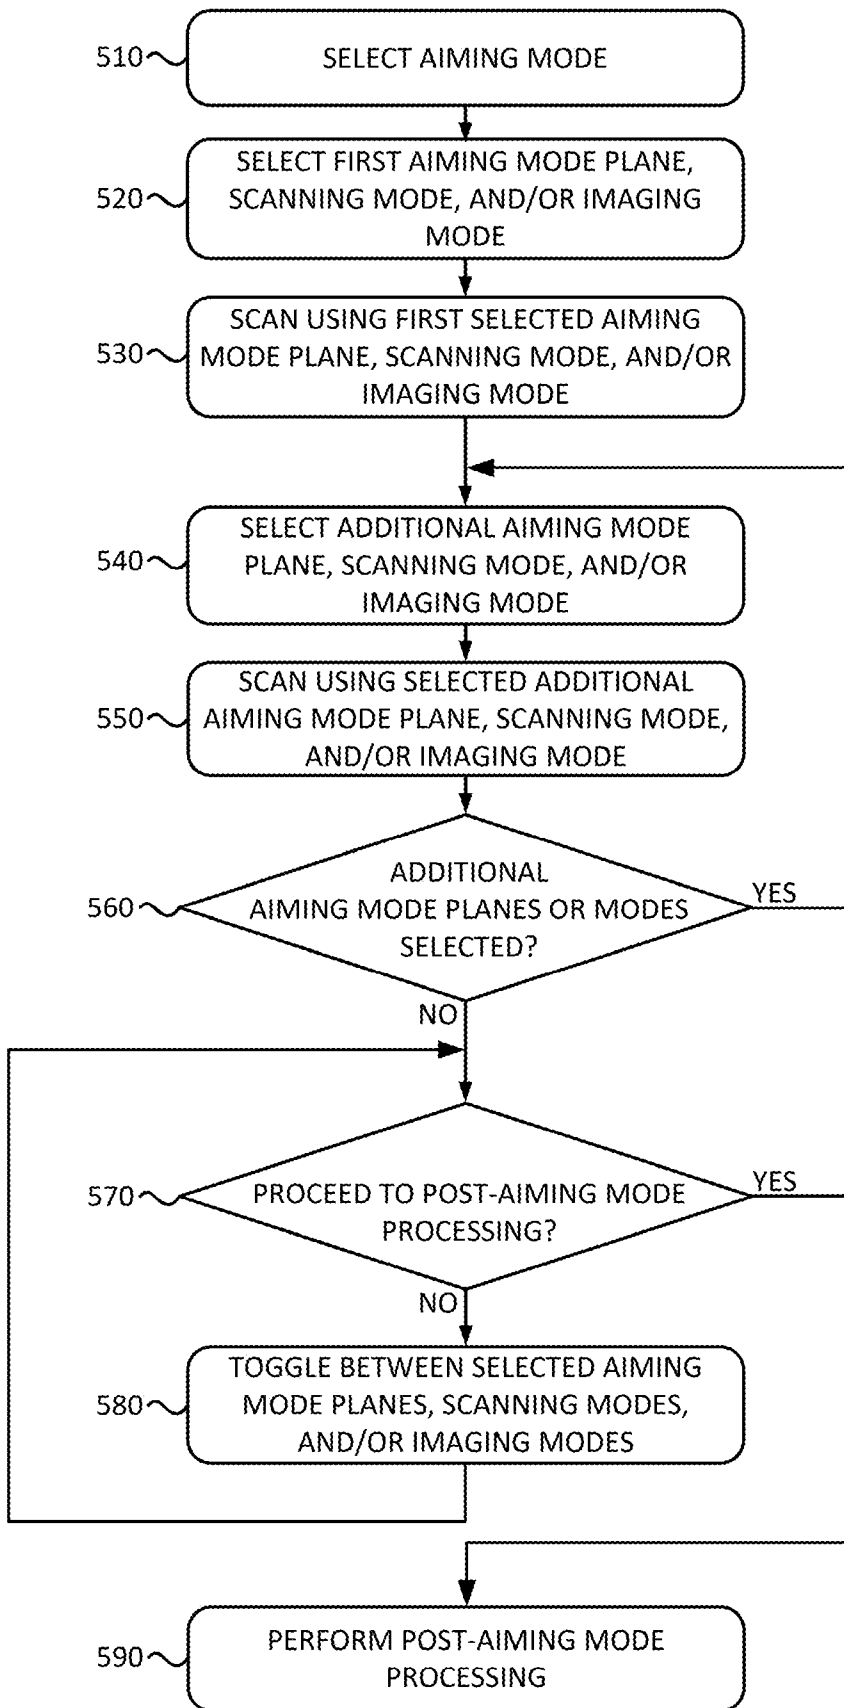 510
SELECT AIMING MODE
520
SELECT FIRST AIMING MODE PLANE,
SCANNING MODE, AND/OR IMAGING
MODE
530
SCAN USING FIRST SELECTED AIMING
MODE PLANE, SCANNING MODE, AND/OR
IMAGING MODE
540
SELECT ADDITIONAL AIMING MODE
PLANE, SCANNING MODE, AND/OR
IMAGING MODE
550
SCAN USING SELECTED ADDITIONAL
AIMING MODE PLANE, SCANNING MODE,
AND/OR IMAGING MODE
560
ADDITIONAL
AIMING MODE PLANES OR MODES
SELECTED?
YES
NO
570
PROCEED TO POST-AIMING MODE
PROCESSING?
YES
NO
580
TOGGLE BETWEEN SELECTED AIMING
MODE PLANES, SCANNING MODES,
AND/OR IMAGING MODES
590
PERFORM POST-AIMING MODE
PROCESSING